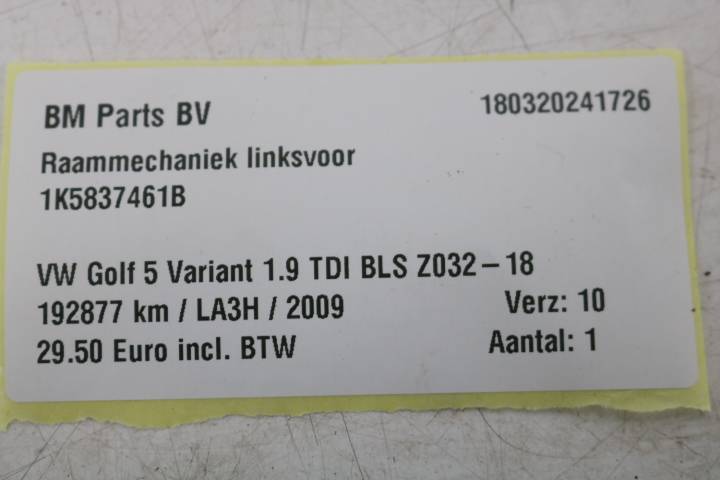 BM Parts BV 180320241726
Raammechaniek linksvoor
1K5837461B
VW Golf 5 Variant 1.9 TDI BLS Z032-18
192877 km / LA3H / 2009 Verz: 10
29.50 Euro incl. BTW Aantal: 1